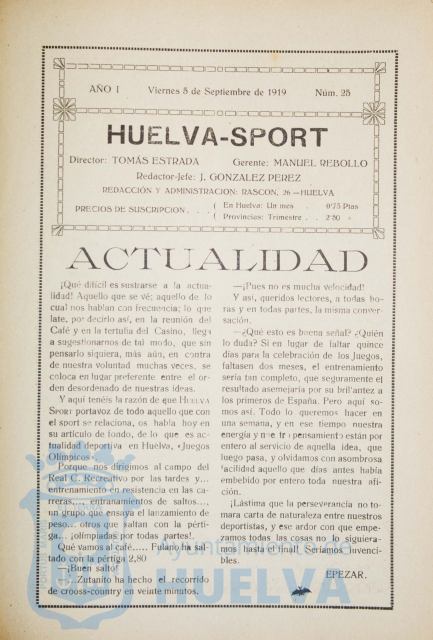 AÑO I Viernes 5 de Septiembre de 1919 Núm. 25
HUELVA-SPORT
Director: TOMÁS ESTRADA Gerente: MANUEL REBOLLO
Redactor-Jefe: J. GONZALEZ PEREZ
REDACCIÓN Y ADMINISTRACION: RASCON, 26 — HUELVA
PRECIOS DE SUSCRIPCION . . . ( En Huelva: Un mes . 0'75 Ptas
( Provincias: Trimestre . . 2'50 »
ACTUALIDAD
¡Qué difícil es sustrarse a la actua-
lidad! Aquello que se vé; aquello de lo
cual nos hablan con frecuencia; lo que
late, por decirlo así, en la reunión del
Café y en la tertulia del Casino, llega
a sugestionarnos de tal modo, que sin
pensarlo siquiera, más aún, en contra
de nuestra voluntad muchas veces, se
coloca en lugar preferente entre el or-
den desordenado de nuestras ideas.
Y aquí tenéis la razón de que HUELVA
SPORT portavoz de todo aquello que con
el sport se relaciona, os habla hoy en
su artículo de fondo, de lo que es ac-
tualidad deportiva en Huelva, «Juegos
Olímpicos».
Porque nos dirigimos al campo del
Real C. Recreativo por las tardes y...
entrenamiento en resistencia en las ca-
rreras..., entranamientos de saltos...,
un grupo que ensaya el lanzamiento de
peso... otros que saltan con la pérti-
ga... ¡olimpiadas por todas partes!.
Qué vamos al café..... Fulano ha sal-
tado con la pértiga 2,80
—¡Buen salto!
...Zutanito ha hecho el recorrido
de crooss-country en veinte minutos.
—¡Pues no es mucha velocidad!
Y así, queridos lectores, a todas ho-
ras y en todas partes, la misma conver-
sación.
—¿Qué esto es buena señal? ¿Quién
lo duda? Si en lugar de faltar quince
días para la celebración de los Juegos,
faltasen dos meses, el entrenamiento
sería tan completo, que seguramente el
resultado asemejaría por su brillantez a
los primeros de España. Pero aquí so-
mos así. Todo lo queremos hacer en
una semana, y en ese tiempo nuestra
energía y nuestro pensamiento están por
entero al servicio de aquella idea, que
luego pasa, y olvidamos con asombrosa
facilidad aquello que días antes había
embebido por entero toda nuestra afi-
ción.
¡Lástima que la perseverancia no to-
mara carta de naturaleza entre nuestros
deportistas, y ese ardor con que empe-
zamos todas las cosas no la siguiera-
mos hasta el final! Seríamos invenci-
bles.
EPEZAR.
Ayuntamiento de
HUELVA